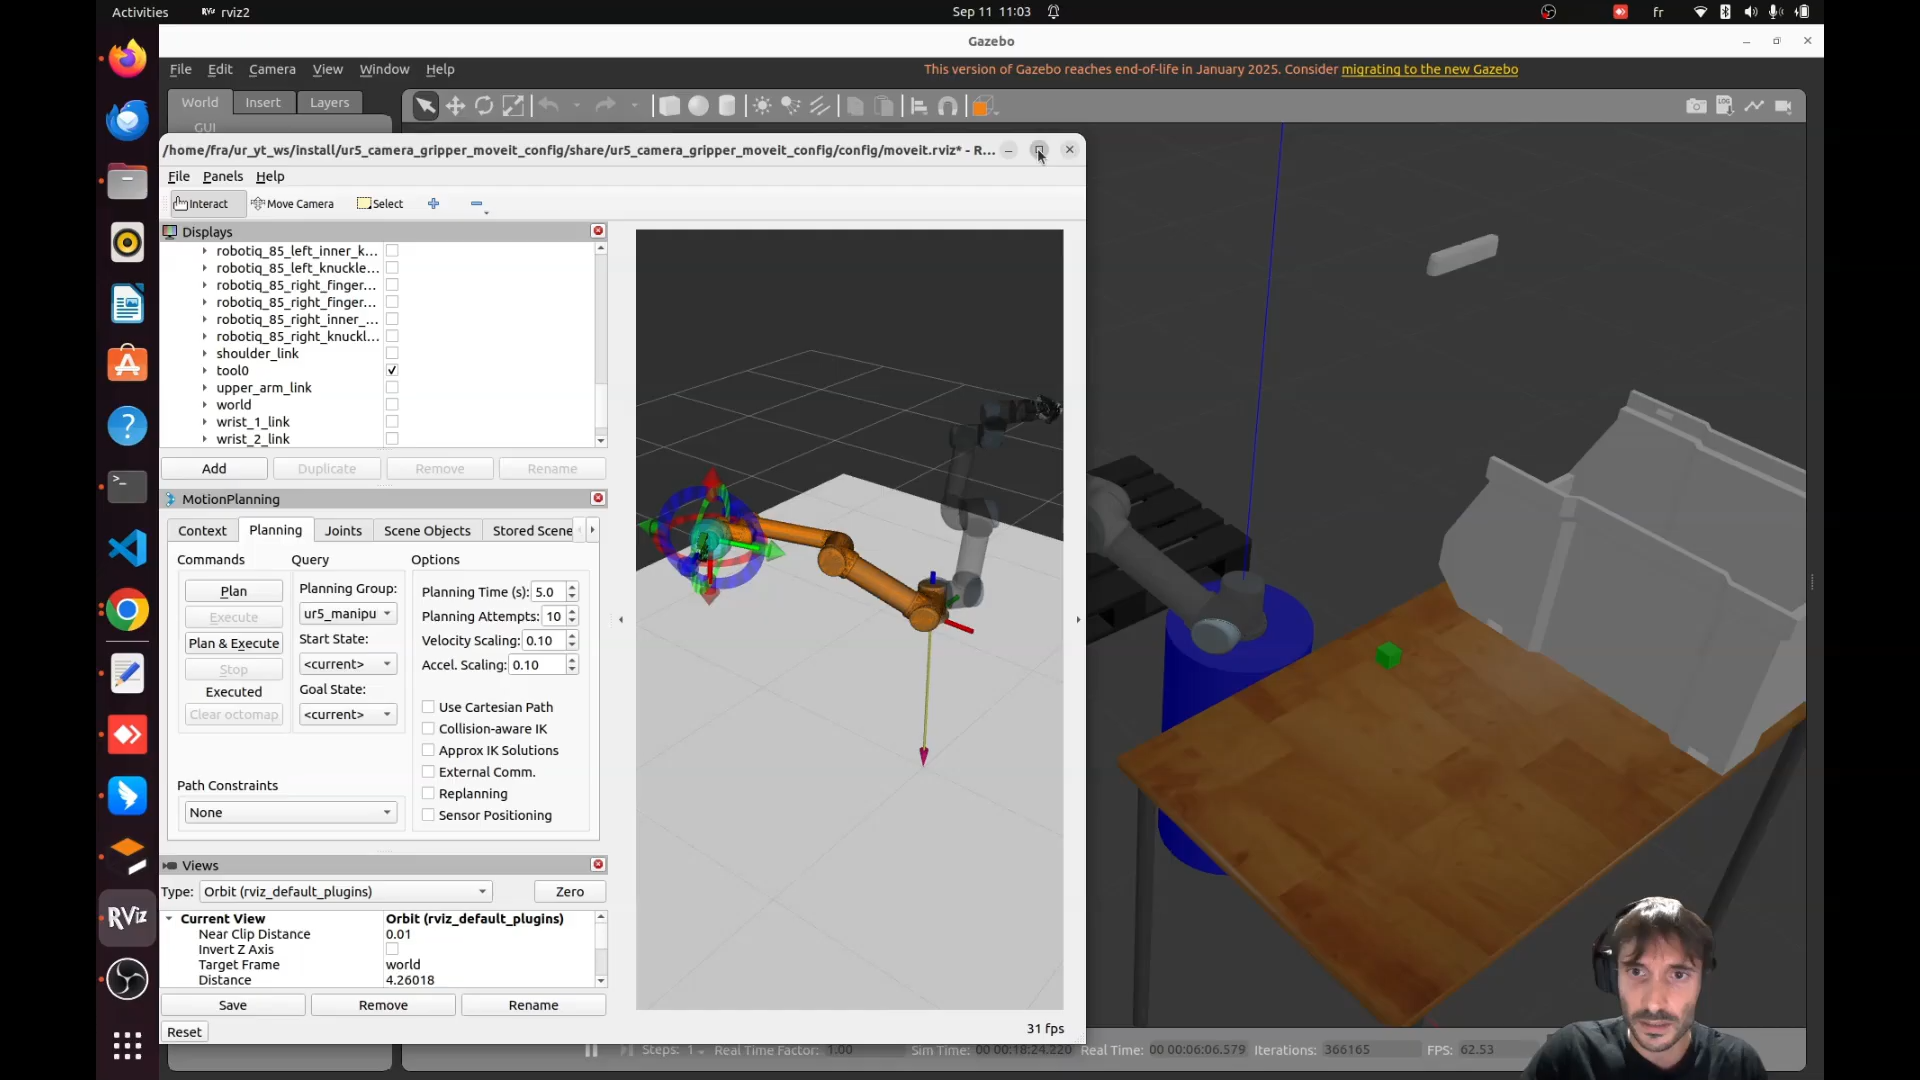 Activities
rviz2
Sep 11 11:03
fr
Gazebo
File Edit Camera View Window Help
This version of Gazebo reaches end-of-life in January 2025. Consider migrating to the new Gazebo
World Insert Layers
GUI
/home/fra/ur_yt_ws/install/ur5_camera_gripper_moveit_config/share/ur5_camera_gripper_moveit_config/config/moveit.rviz* - R...
File Panels Help
Interact Move Camera Select
Displays
robotiq_85_left_inner_k...
robotiq_85_left_knuckle...
robotiq_85_right_finger...
robotiq_85_right_finger...
robotiq_85_right_inner_...
robotiq_85_right_knuckl...
shoulder_link
tool0
upper_arm_link
world
wrist_1_link
wrist_2_link
Add Duplicate Remove Rename
MotionPlanning
Context Planning Joints Scene Objects Stored Scene
Commands Query Options
Plan
Execute
Plan & Execute
Stop
Executed
Clear octomap
Planning Group:
ur5_manipu
Start State:
<current>
Goal State:
<current>
Planning Time (s): 5.0
Planning Attempts: 10
Velocity Scaling: 0.10
Accel. Scaling: 0.10
Use Cartesian Path
Collision-aware IK
Approx IK Solutions
External Comm.
Replanning
Sensor Positioning
Path Constraints
None
Views
Type: Orbit (rviz_default_plugins) Zero
Current View Orbit (rviz_default_plugins)
Near Clip Distance 0.01
Invert Z Axis
Target Frame world
Distance 4.26018
Save Remove Rename
Reset
31 fps
RViz
Steps: 1 Real Time Factor: 1.00 Sim Time: 00 00:18:24.220 Real Time: 00 00:06:06.579 Iterations: 366165 FPS: 62.53